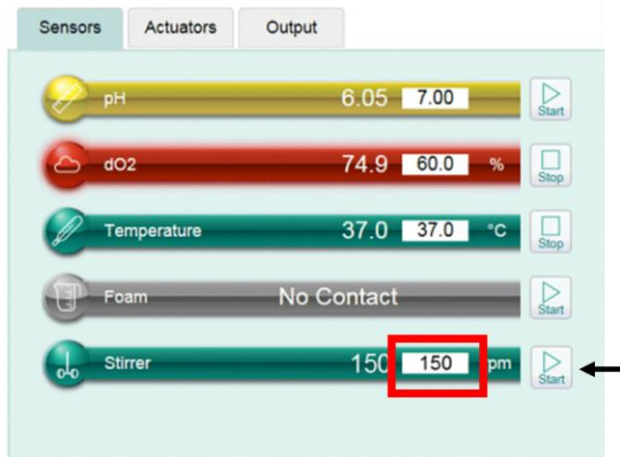 Sensors Actuators Output
pH 6.05 7.00 Start
dO2 74.9 60.0 % Stop
Temperature 37.0 37.0 °C Stop
Foam No Contact Start
Stirrer 150 150 rpm Start